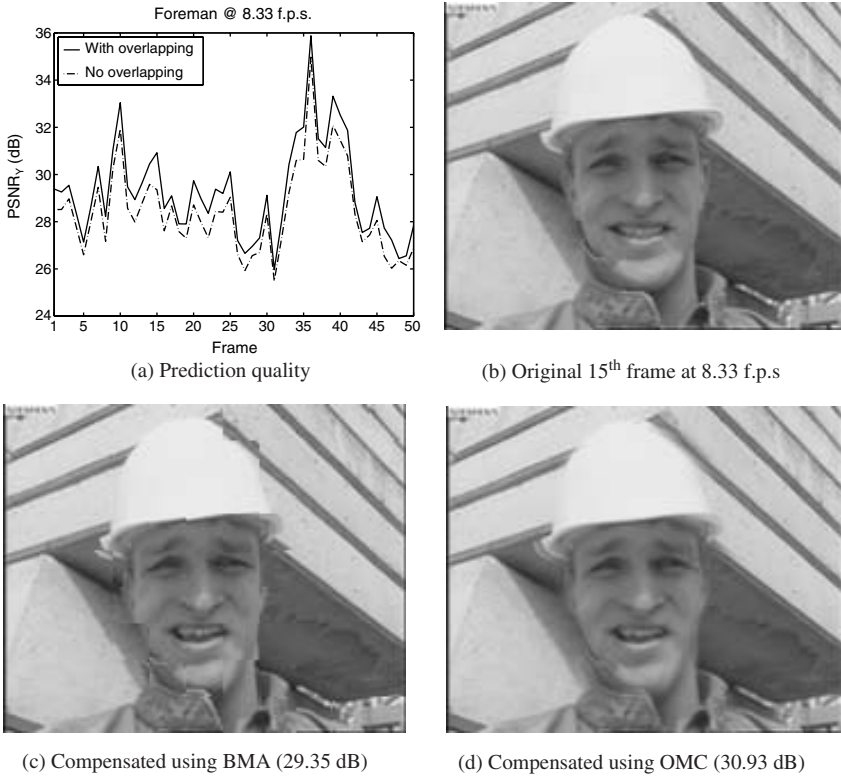 Foreman @ 8.33 f.p.s.
36
With overlapping
No overlapping
34
32
30
28
26
24
PSNR_Y (dB)
1 5 10 15 20 25 30 35 40 45 50
Frame
(a) Prediction quality
(b) Original 15th frame at 8.33 f.p.s
(c) Compensated using BMA (29.35 dB)
(d) Compensated using OMC (30.93 dB)